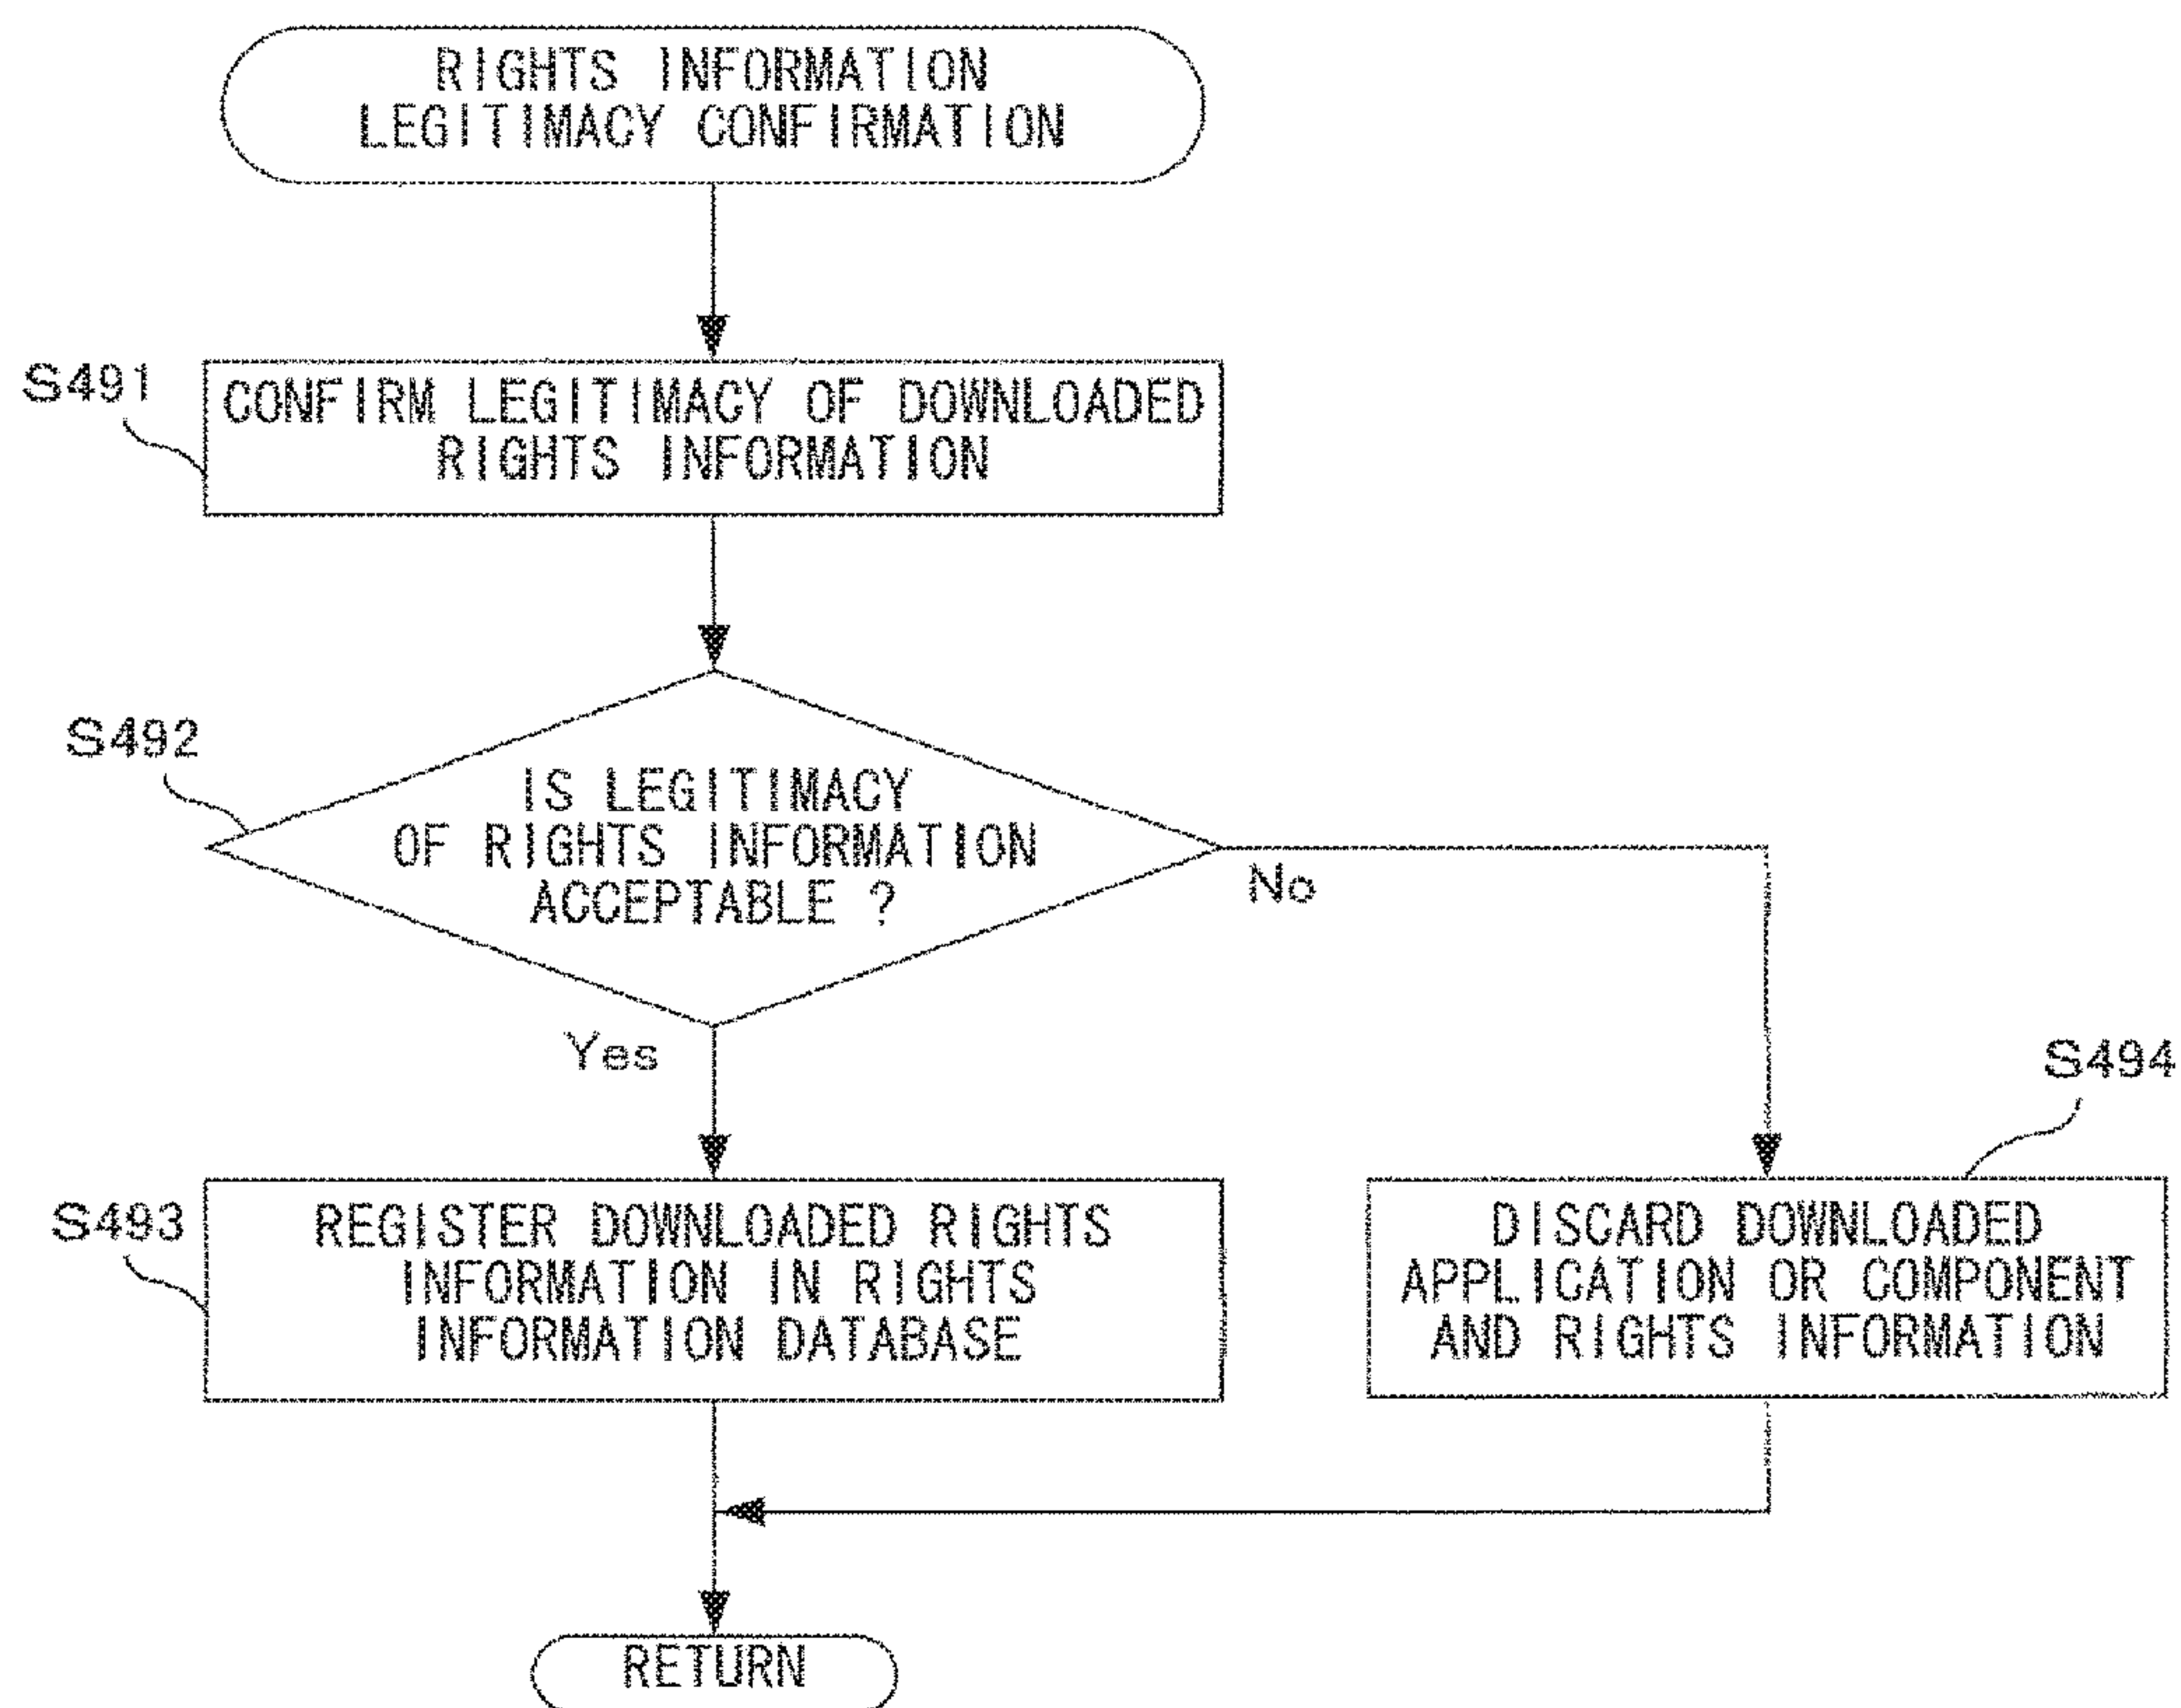 RIGHTS INFORMATION
LEGITIMACY CONFIRMATION
S491
CONFIRM LEGITIMACY OF DOWNLOADED
RIGHTS INFORMATION
S492
IS LEGITIMACY
OF RIGHTS INFORMATION
ACCEPTABLE ?
No
Yes
S493
REGISTER DOWNLOADED RIGHTS
INFORMATION IN RIGHTS
INFORMATION DATABASE
S494
DISCARD DOWNLOADED
APPLICATION OR COMPONENT
AND RIGHTS INFORMATION
RETURN